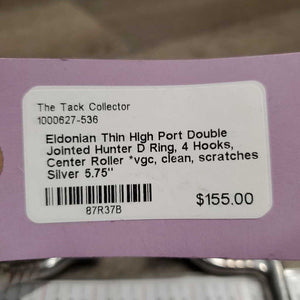 The Tack Collector
1000627-536
Eldonian Thin High Port Double
Jointed Hunter D Ring, 4 Hooks,
Center Roller *vgc, clean, scratches
Silver 5.75"
87R37B
$155.00